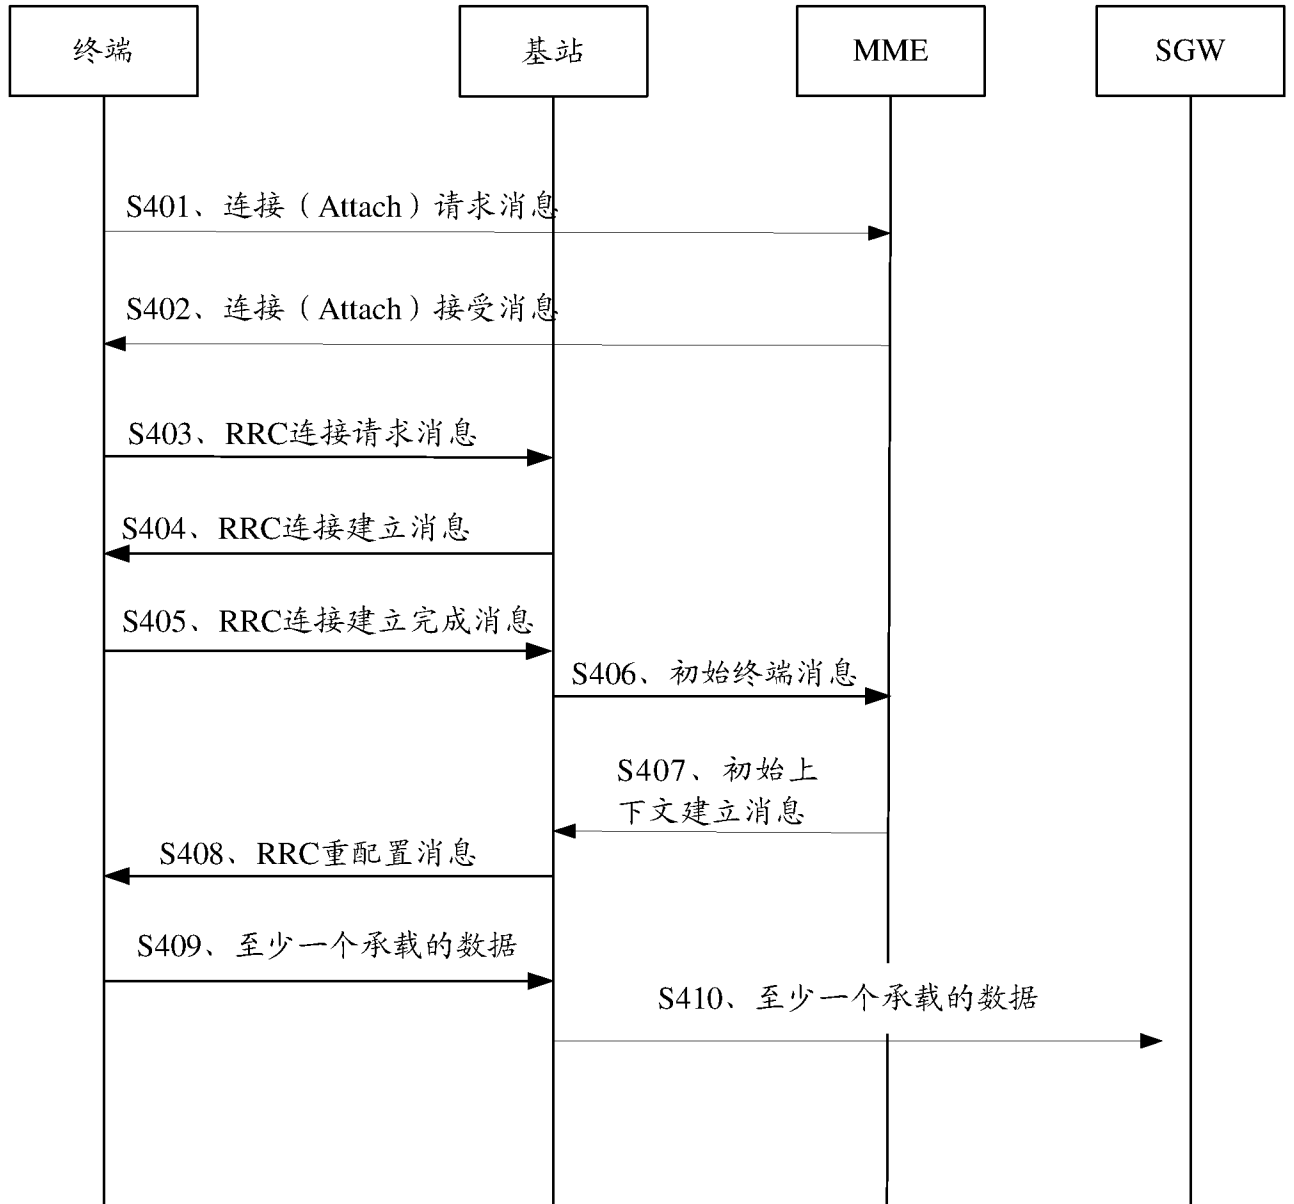 终端
基站
MME
SGW
S401、连接（Attach）请求消息
S402、连接（Attach）接受消息
S403、RRC连接请求消息
S404、RRC连接建立消息
S405、RRC连接建立完成消息
S406、初始终端消息
S407、初始上
下文建立消息
S408、RRC重配置消息
S409、至少一个承载的数据
S410、至少一个承载的数据